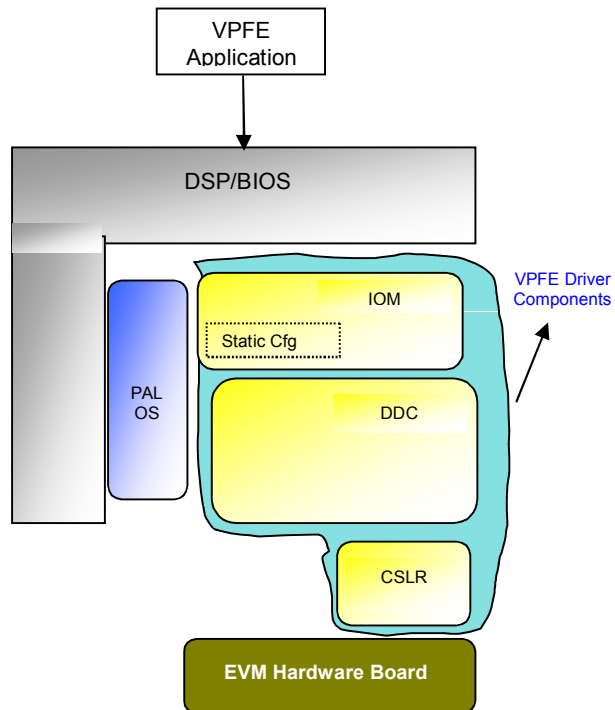 VPFE
Application
DSP/BIOS
VPFE Driver
Components
IOM
Static Cfg
PAL
OS
DDC
CSLR
EVM Hardware Board